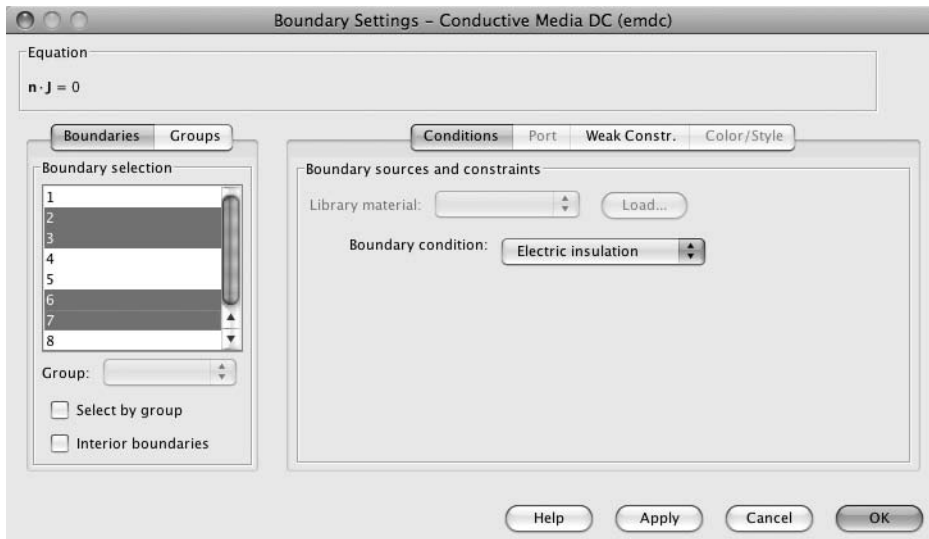 Boundary Settings – Conductive Media DC (emdc)
Equation
n · J = 0
Boundaries Groups
Boundary selection
1
2
3
4
5
6
7
8
Group:
Select by group
Interior boundaries
Conditions Port Weak Constr. Color/Style
Boundary sources and constraints
Library material: Load...
Boundary condition: Electric insulation
Help Apply Cancel OK